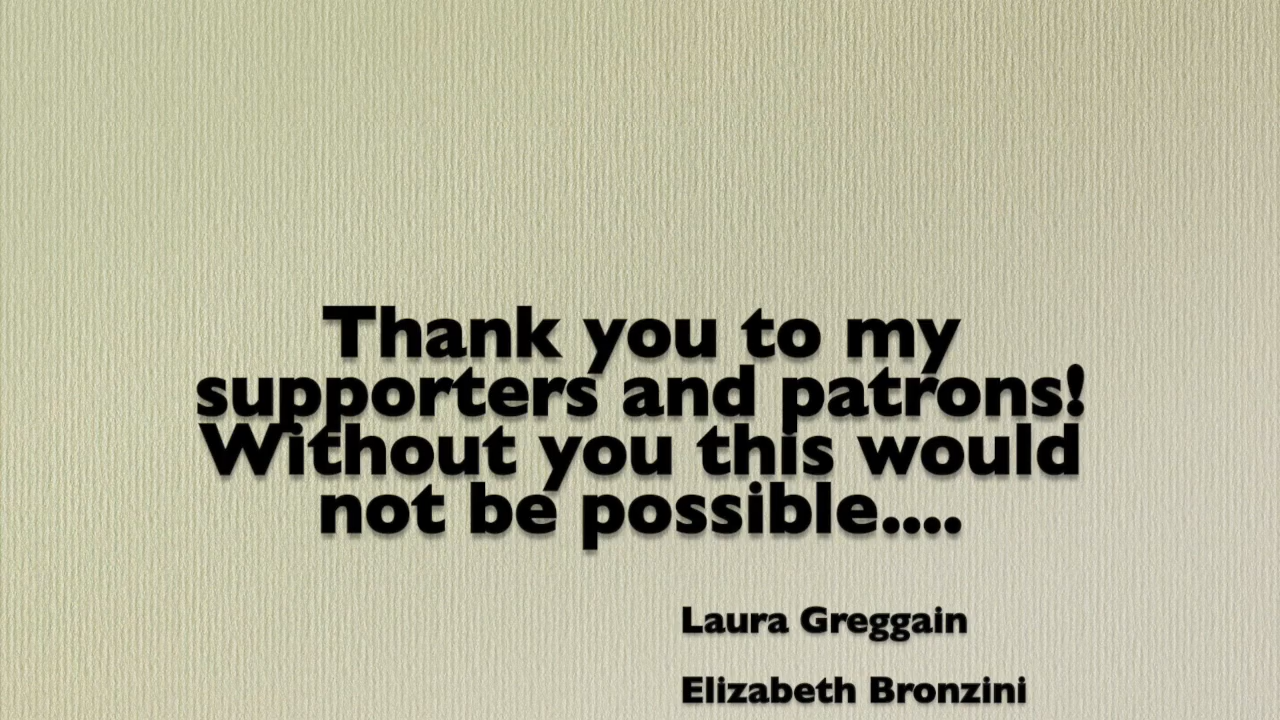 Thank you to my
supporters and patrons!
Without you this would
not be possible....
Laura Greggain
Elizabeth Bronzini